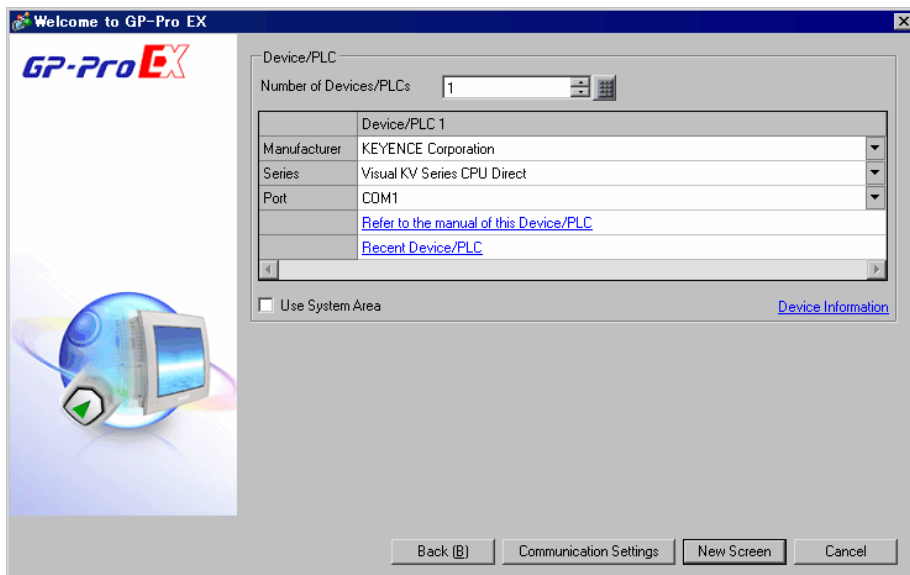 Welcome to GP-Pro EX
GP-Pro EX
Device/PLC
Number of Devices/PLCs 1
Device/PLC 1
Manufacturer KEYENCE Corporation
Series Visual KV Series CPU Direct
Port COM1
Refer to the manual of this Device/PLC
Recent Device/PLC
Use System Area Device Information
Back (B) Communication Settings New Screen Cancel